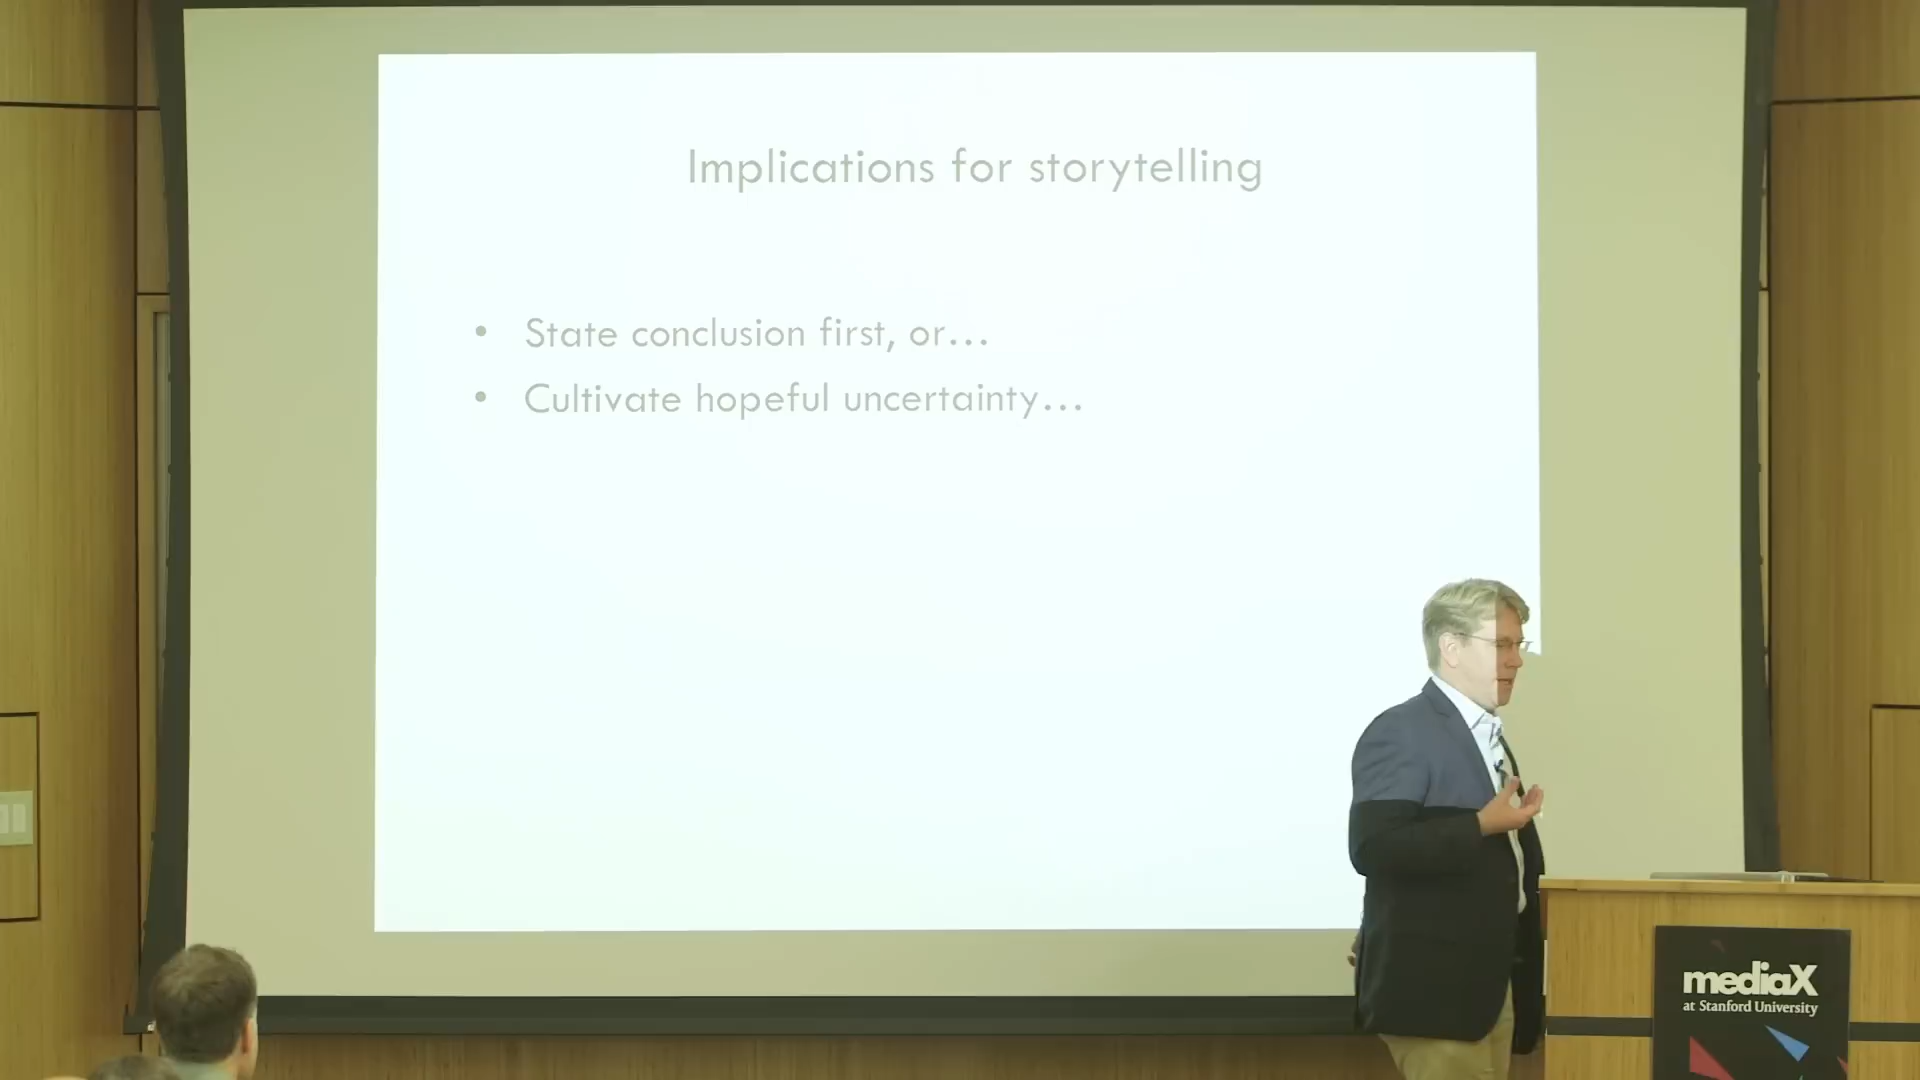 Implications for storytelling
• State conclusion first, or...
• Cultivate hopeful uncertainty...
mediaX
at Stanford University